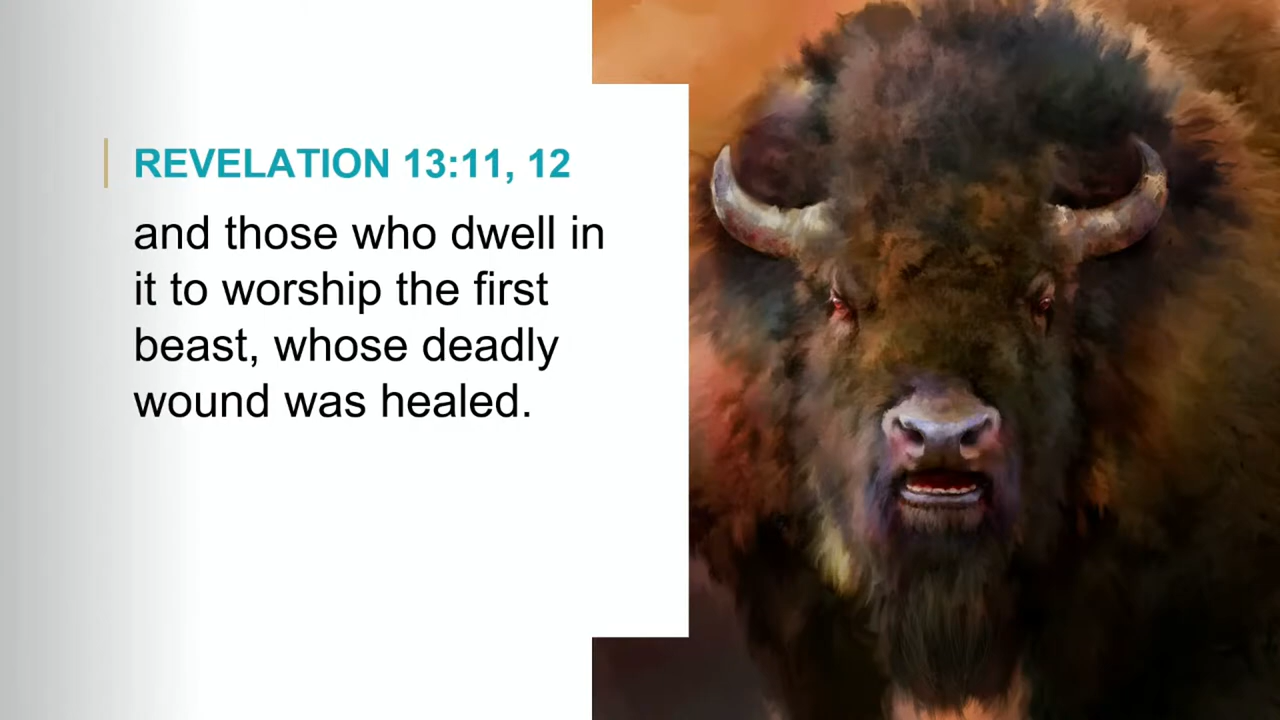 REVELATION 13:11, 12
and those who dwell in
it to worship the first
beast, whose deadly
wound was healed.